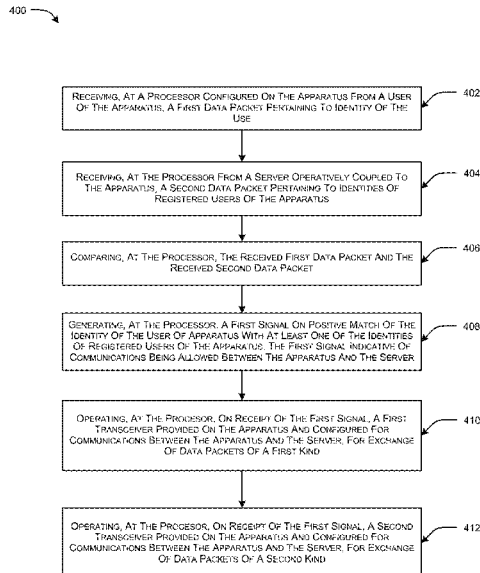 400
RECEIVING, AT A PROCESSOR CONFIGURED ON THE APPARATUS FROM A USER
OF THE APPARATUS, A FIRST DATA PACKET PERTAINING TO IDENTITY OF THE
USE
402
RECEIVING, AT THE PROCESSOR FROM A SERVER OPERATIVELY COUPLED TO
THE APPARATUS, A SECOND DATA PACKET PERTAINING TO IDENTITIES OF
REGISTERED USERS OF THE APPARATUS
404
COMPARING, AT THE PROCESSOR, THE RECEIVED FIRST DATA PACKET AND THE
RECEIVED SECOND DATA PACKET
406
GENERATING, AT THE PROCESSOR, A FIRST SIGNAL ON POSITIVE MATCH OF THE
IDENTITY OF THE USER OF APPARATUS WITH AT LEAST ONE OF THE IDENTITIES
OF REGISTERED USERS OF THE APPARATUS, THE FIRST SIGNAL INDICATIVE OF
COMMUNICATIONS BEING ALLOWED BETWEEN THE APPARATUS AND THE SERVER
408
OPERATING, AT THE PROCESOR, ON RECEIPT OF THE FIRST SIGNAL, A FIRST
TRANSCEIVER PROVIDED ON THE APPARATUS AND CONFIGURED FOR
COMMUNICATIONS BETWEEN THE APPARATUS AND THE SERVER, FOR EXCHANGE
OF DATA PACKETS OF A FIRST KIND
410
OPERATING, AT THE PROCESOR, ON RECEIPT OF THE FIRST SIGNAL, A SECOND
TRANSCEIVER PROVIDED ON THE APPARATUS AND CONFIGURED FOR
COMMUNICATIONS BETWEEN THE APPARATUS AND THE SERVER, FOR EXCHANGE
OF DATA PACKETS OF A SECOND KIND
412